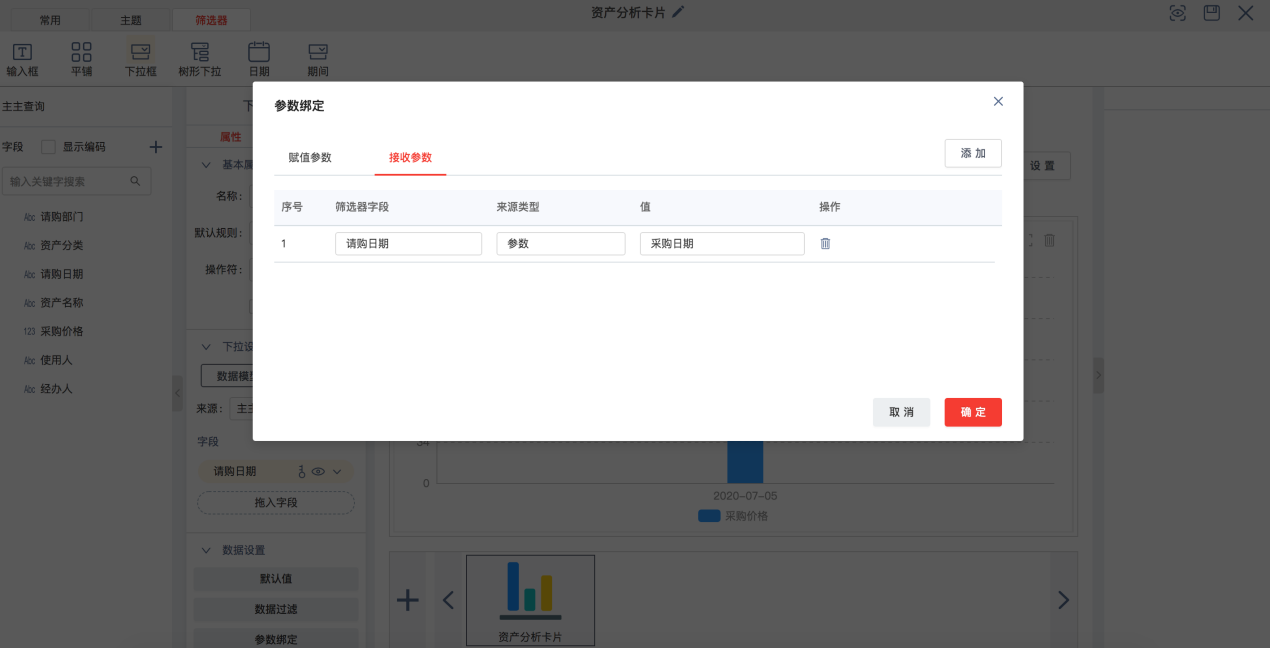 常用 主题 筛选器
资产分析卡片
输入框 平铺 下拉框 树形下拉 日期 期间
主主查询
字段 显示编码
输入关键字搜索
Abc 请购部门
Abc 资产分类
Abc 请购日期
Abc 资产名称
123 采购价格
Abc 使用人
Abc 经办人
下
属性
基本属
名称:
默认规则:
操作符:
下拉设
数据模型
来源: 主主
字段
请购日期
拖入字段
数据设置
默认值
数据过滤
参数绑定
参数绑定
赋值参数 接收参数
添 加
序号 筛选器字段 来源类型 值 操作
1 请购日期 参数 采购日期
取 消 确 定
设 置
54
0
2020-07-05
采购价格
资产分析卡片